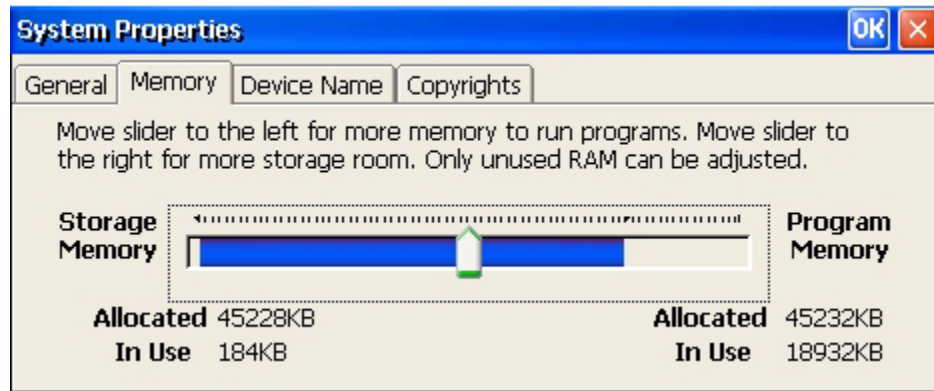 System Properties OK
General Memory Device Name Copyrights
Move slider to the left for more memory to run programs. Move slider to
the right for more storage room. Only unused RAM can be adjusted.
Storage Program
Memory Memory
Allocated 45228KB Allocated 45232KB
In Use 184KB In Use 18932KB